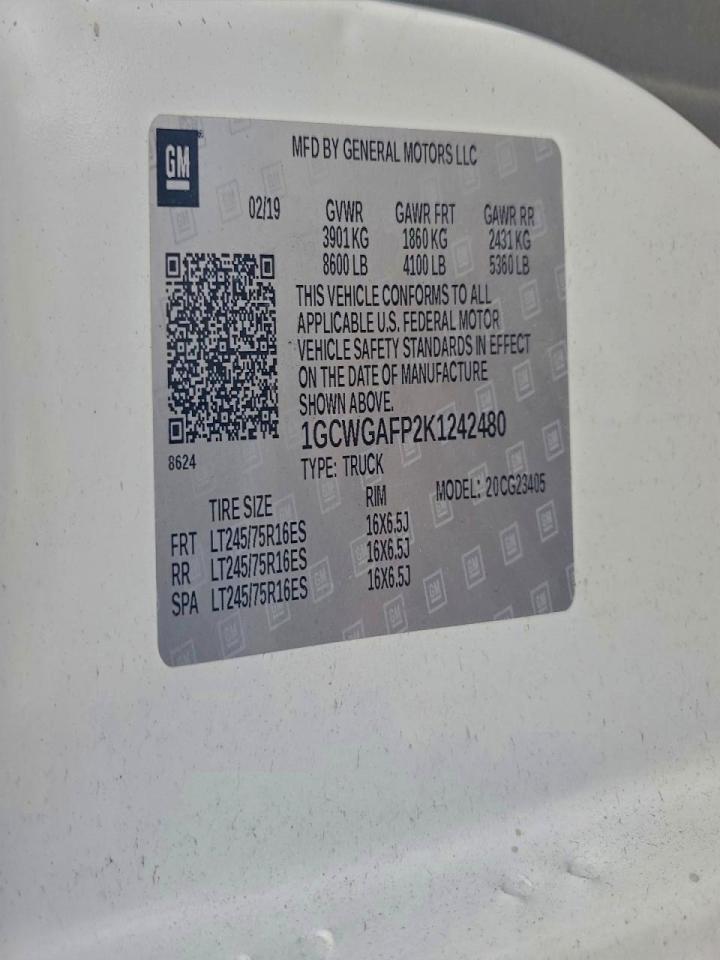 GM
MFD BY GENERAL MOTORS LLC
02/19 GVWR GAWR FRT GAWR RR
3901 KG 1860 KG 2431 KG
8600 LB 4100 LB 5360 LB
THIS VEHICLE CONFORMS TO ALL
APPLICABLE U.S. FEDERAL MOTOR
VEHICLE SAFETY STANDARDS IN EFFECT
ON THE DATE OF MANUFACTURE
SHOWN ABOVE.
1GCWGAFP2K1242480
8624
TYPE: TRUCK
MODEL: 20CG23405
TIRE SIZE RIM
FRT LT245/75R16ES 16X6.5J
RR LT245/75R16ES 16X6.5J
SPA LT245/75R16ES 16X6.5J